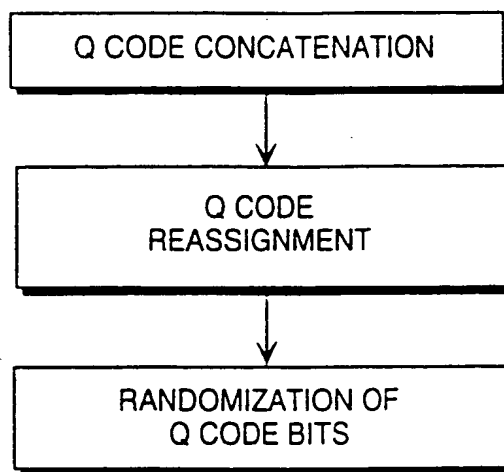 Q CODE CONCATENATION
Q CODE
REASSIGNMENT
RANDOMIZATION OF
Q CODE BITS